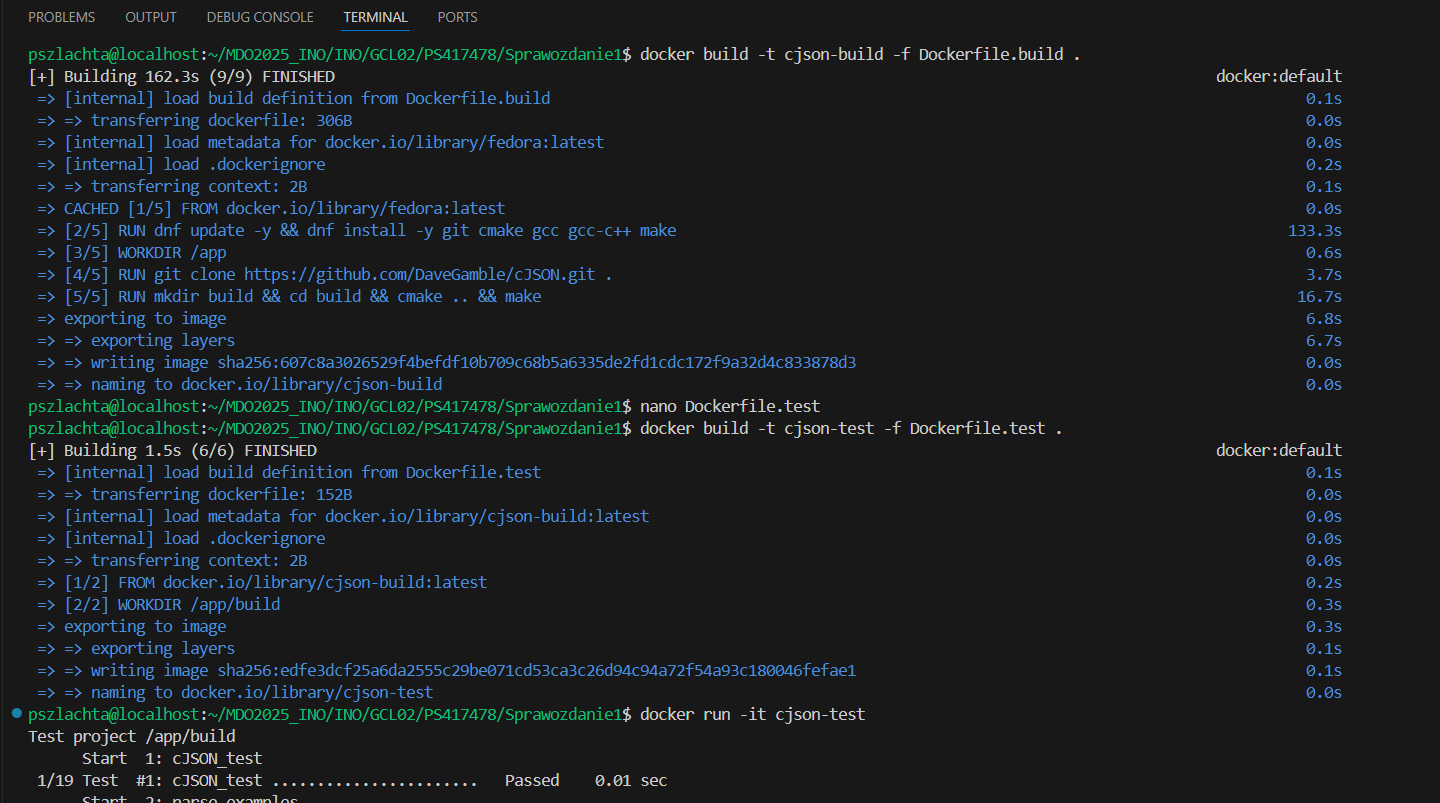 PROBLEMS OUTPUT DEBUG CONSOLE TERMINAL PORTS
pszlachta@localhost:~/MDO2025_INO/INO/GCL02/PS417478/Sprawozdanie1$ docker build -t cjson-build -f Dockerfile.build .
[+] Building 162.3s (9/9) FINISHED docker:default
=> [internal] load build definition from Dockerfile.build 0.1s
=> => transferring dockerfile: 306B 0.0s
=> [internal] load metadata for docker.io/library/fedora:latest 0.0s
=> [internal] load .dockerignore 0.2s
=> => transferring context: 2B 0.1s
=> CACHED [1/5] FROM docker.io/library/fedora:latest 0.0s
=> [2/5] RUN dnf update -y && dnf install -y git cmake gcc gcc-c++ make 133.3s
=> [3/5] WORKDIR /app 0.6s
=> [4/5] RUN git clone https://github.com/DaveGamble/cJSON.git . 3.7s
=> [5/5] RUN mkdir build && cd build && cmake .. && make 16.7s
=> exporting to image 6.8s
=> => exporting layers 6.7s
=> => writing image sha256:607c8a3026529f4befdf10b709c68b5a6335de2fd1cdc172f9a32d4c833878d3 0.0s
=> => naming to docker.io/library/cjson-build 0.0s
pszlachta@localhost:~/MDO2025_INO/INO/GCL02/PS417478/Sprawozdanie1$ nano Dockerfile.test
pszlachta@localhost:~/MDO2025_INO/INO/GCL02/PS417478/Sprawozdanie1$ docker build -t cjson-test -f Dockerfile.test .
[+] Building 1.5s (6/6) FINISHED docker:default
=> [internal] load build definition from Dockerfile.test 0.1s
=> => transferring dockerfile: 152B 0.0s
=> [internal] load metadata for docker.io/library/cjson-build:latest 0.0s
=> [internal] load .dockerignore 0.0s
=> => transferring context: 2B 0.0s
=> [1/2] FROM docker.io/library/cjson-build:latest 0.2s
=> [2/2] WORKDIR /app/build 0.3s
=> exporting to image 0.3s
=> => exporting layers 0.1s
=> => writing image sha256:edfe3dcf25a6da2555c29be071cd53ca3c26d94c94a72f54a93c180046fefae1 0.1s
=> => naming to docker.io/library/cjson-test 0.0s
pszlachta@localhost:~/MDO2025_INO/INO/GCL02/PS417478/Sprawozdanie1$ docker run -it cjson-test
Test project /app/build
Start 1: cJSON_test
1/19 Test #1: cJSON_test ....................... Passed 0.01 sec
Start 2: parse_examples